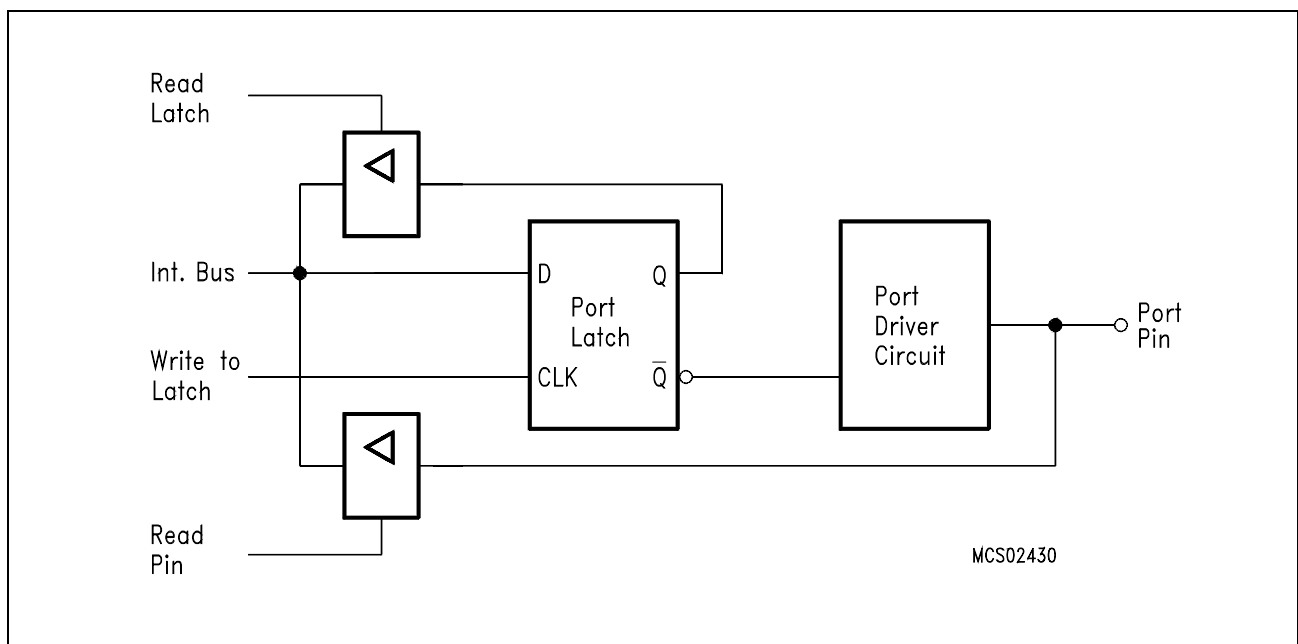 Read
Latch
Int. Bus
D
Q
Port
Latch
Write to
Latch
CLK
Q̅
Port
Driver
Circuit
Port
Pin
Read
Pin
MCS02430